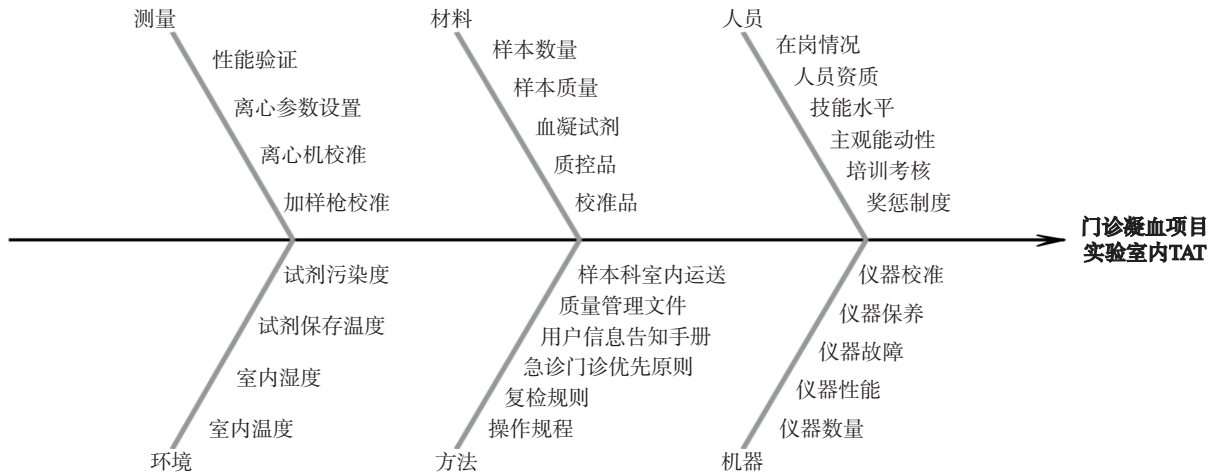 测量
性能验证
离心参数设置
离心机校准
加样枪校准
材料
样本数量
样本质量
血凝试剂
质控品
校准品
人员
在岗情况
人员资质
技能水平
主观能动性
培训考核
奖惩制度
门诊凝血项目
实验室内TAT
试剂污染度
试剂保存温度
室内湿度
室内温度
环境
样本科室内运送
质量管理文件
用户信息告知手册
急诊门诊优先原则
复检规则
操作规程
方法
仪器校准
仪器保养
仪器故障
仪器性能
仪器数量
机器